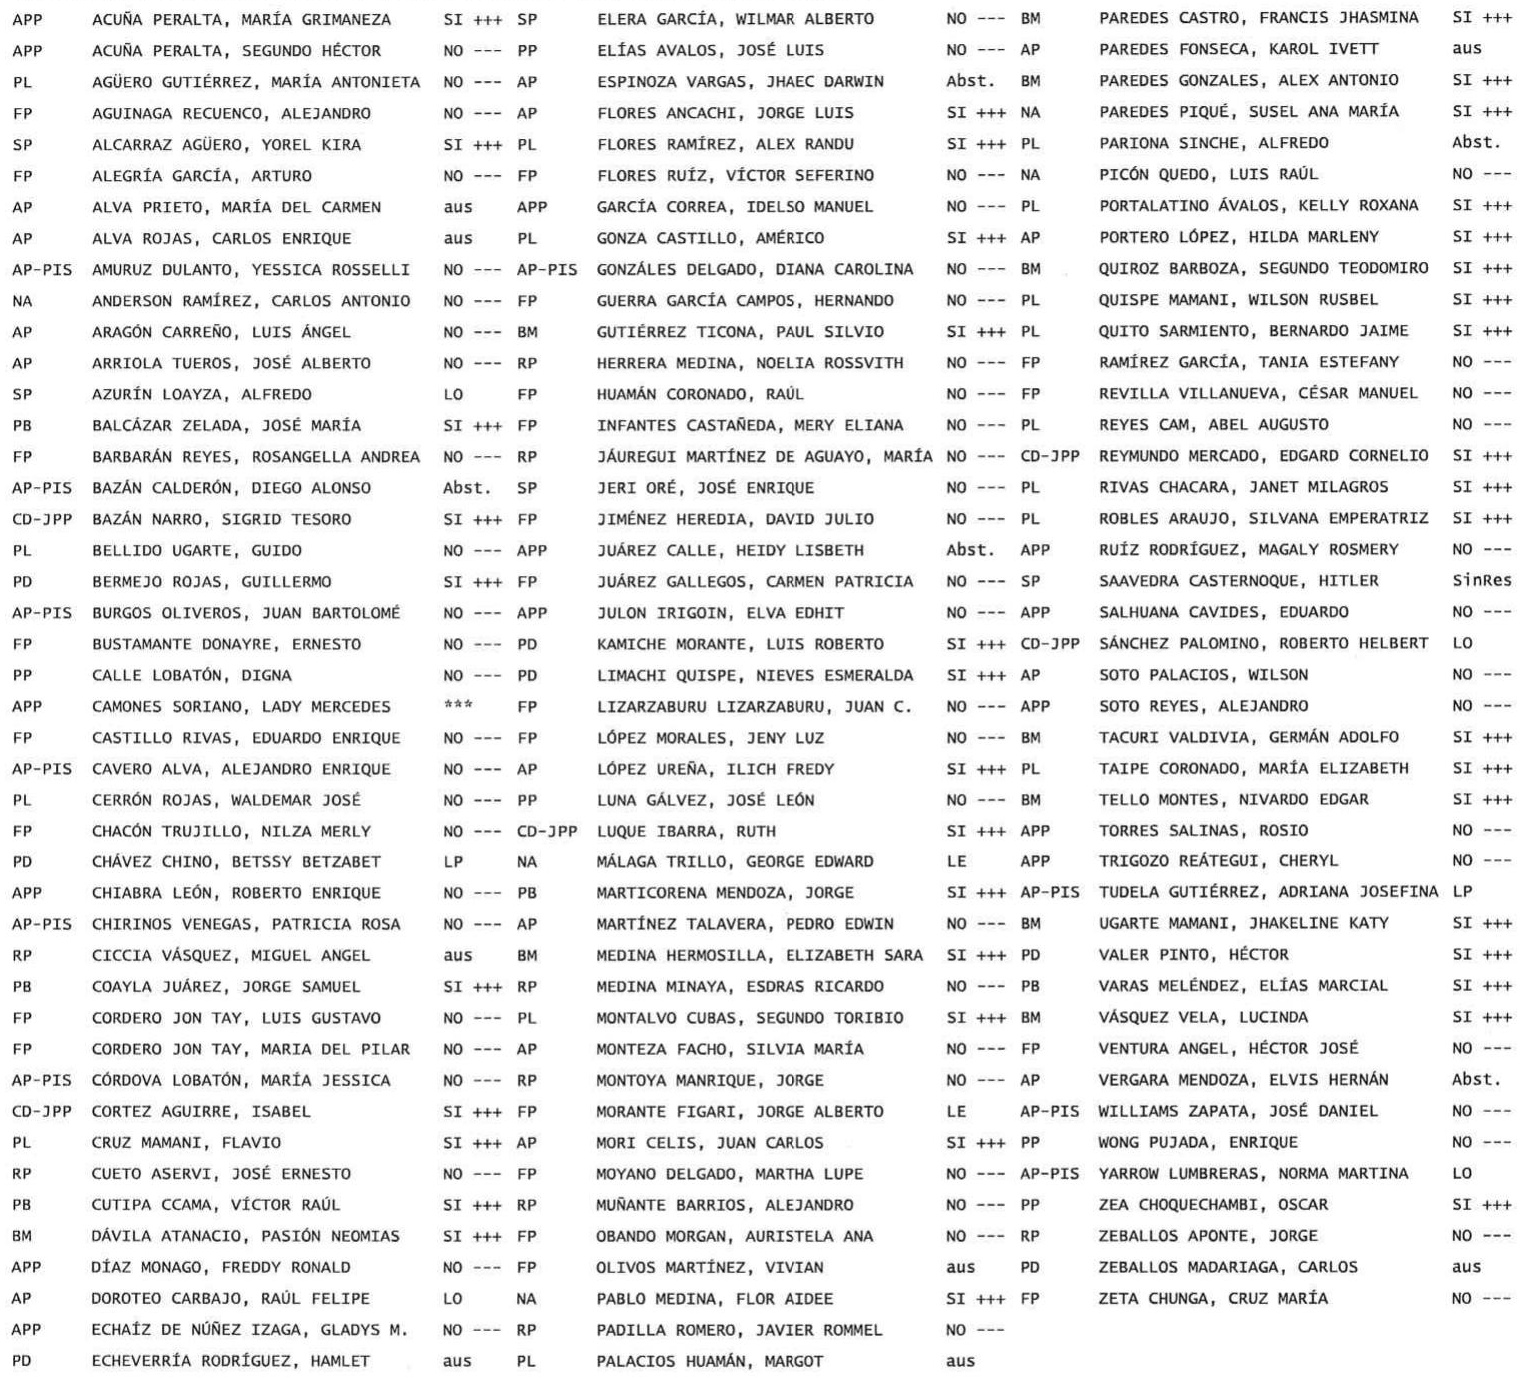 APP ACUÑA PERALTA, MARÍA GRIMANEZA SI +++ SP ELERA GARCÍA, WILMAR ALBERTO NO --- BM PAREDES CASTRO, FRANCIS JHASMINA SI +++
APP ACUÑA PERALTA, SEGUNDO HÉCTOR NO --- PP ELÍAS AVALOS, JOSÉ LUIS NO --- AP PAREDES FONSECA, KAROL IVETT aus
PL AGÜERO GUTIÉRREZ, MARÍA ANTONIETA NO --- AP ESPINOZA VARGAS, JHAEC DARWIN Abst. BM PAREDES GONZALES, ALEX ANTONIO SI +++
FP AGUINAGA RECUENCO, ALEJANDRO NO --- AP FLORES ANCACHI, JORGE LUIS SI +++ NA PAREDES PIQUÉ, SUSEL ANA MARÍA SI +++
SP ALCARRAZ AGÜERO, YOREL KIRA SI +++ PL FLORES RAMÍREZ, ALEX RANDU SI +++ PL PARIONA SINCHE, ALFREDO Abst.
FP ALEGRÍA GARCÍA, ARTURO NO --- FP FLORES RUÍZ, VÍCTOR SEFERINO NO --- NA PICÓN QUEDO, LUIS RAÚL NO ---
AP ALVA PRIETO, MARÍA DEL CARMEN aus APP GARCÍA CORREA, IDELSO MANUEL NO --- PL PORTALATINO ÁVALOS, KELLY ROXANA SI +++
AP ALVA ROJAS, CARLOS ENRIQUE aus PL GONZA CASTILLO, AMÉRICO SI +++ AP PORTERO LÓPEZ, HILDA MARLENY SI +++
AP-PIS AMURUZ DULANTO, YESSICA ROSSELLI NO --- AP-PIS GONZÁLES DELGADO, DIANA CAROLINA NO --- BM QUIROZ BARBOZA, SEGUNDO TEODOMIRO SI +++
NA ANDERSON RAMÍREZ, CARLOS ANTONIO NO --- FP GUERRA GARCÍA CAMPOS, HERNANDO NO --- PL QUISPE MAMANI, WILSON RUSBEL SI +++
AP ARAGÓN CARREÑO, LUIS ÁNGEL NO --- BM GUTIÉRREZ TICONA, PAUL SILVIO SI +++ PL QUITO SARMIENTO, BERNARDO JAIME SI +++
AP ARRIOLA TUEROS, JOSÉ ALBERTO NO --- RP HERRERA MEDINA, NOELIA ROSSVITH NO --- FP RAMÍREZ GARCÍA, TANIA ESTEFANY NO ---
SP AZURÍN LOAYZA, ALFREDO LO FP HUAMÁN CORONADO, RAÚL NO --- FP REVILLA VILLANUEVA, CÉSAR MANUEL NO ---
PB BALCÁZAR ZELADA, JOSÉ MARÍA SI +++ FP INFANTES CASTAÑEDA, MERY ELIANA NO --- PL REYES CAM, ABEL AUGUSTO NO ---
FP BARBARÁN REYES, ROSANGELLA ANDREA NO --- RP JÁUREGUI MARTÍNEZ DE AGUAYO, MARÍA NO --- CD-JPP REYMUNDO MERCADO, EDGARD CORNELIO SI +++
AP-PIS BAZÁN CALDERÓN, DIEGO ALONSO Abst. SP JERI ORÉ, JOSÉ ENRIQUE NO --- PL RIVAS CHACARA, JANET MILAGROS SI +++
CD-JPP BAZÁN NARRO, SIGRID TESORO SI +++ FP JIMÉNEZ HEREDIA, DAVID JULIO NO --- PL ROBLES ARAUJO, SILVANA EMPERATRIZ SI +++
PL BELLIDO UGARTE, GUIDO NO --- APP JUÁREZ CALLE, HEIDY LISBETH Abst. APP RUÍZ RODRÍGUEZ, MAGALY ROSMERY NO ---
PD BERMEJO ROJAS, GUILLERMO SI +++ FP JUÁREZ GALLEGOS, CARMEN PATRICIA NO --- SP SAAVEDRA CASTERNOQUE, HITLER SinRes
AP-PIS BURGOS OLIVEROS, JUAN BARTOLOMÉ NO --- APP JULON IRIGOIN, ELVA EDHIT NO --- APP SALHUANA CAVIDES, EDUARDO NO ---
FP BUSTAMANTE DONAYRE, ERNESTO NO --- PD KAMICHE MORANTE, LUIS ROBERTO SI +++ CD-JPP SÁNCHEZ PALOMINO, ROBERTO HELBERT LO
PP CALLE LOBATÓN, DIGNA NO --- PD LIMACHI QUISPE, NIEVES ESMERALDA SI +++ AP SOTO PALACIOS, WILSON NO ---
APP CAMONES SORIANO, LADY MERCEDES *** FP LIZARZABURU LIZARZABURU, JUAN C. NO --- APP SOTO REYES, ALEJANDRO NO ---
FP CASTILLO RIVAS, EDUARDO ENRIQUE NO --- FP LÓPEZ MORALES, JENY LUZ NO --- BM TACURI VALDIVIA, GERMÁN ADOLFO SI +++
AP-PIS CAVERO ALVA, ALEJANDRO ENRIQUE NO --- AP LÓPEZ UREÑA, ILICH FREDY SI +++ PL TAIPE CORONADO, MARÍA ELIZABETH SI +++
PL CERRÓN ROJAS, WALDEMAR JOSÉ NO --- PP LUNA GÁLVEZ, JOSÉ LEÓN NO --- BM TELLO MONTES, NIVARDO EDGAR SI +++
FP CHACÓN TRUJILLO, NILZA MERLY NO --- CD-JPP LUQUE IBARRA, RUTH SI +++ APP TORRES SALINAS, ROSIO NO ---
PD CHÁVEZ CHINO, BETSSY BETZABET LP NA MÁLAGA TRILLO, GEORGE EDWARD LE APP TRIGOZO REÁTEGUI, CHERYL NO ---
APP CHIABRA LEÓN, ROBERTO ENRIQUE NO --- PB MARTICORENA MENDOZA, JORGE SI +++ AP-PIS TUDELA GUTIÉRREZ, ADRIANA JOSEFINA LP
AP-PIS CHIRINOS VENEGAS, PATRICIA ROSA NO --- AP MARTÍNEZ TALAVERA, PEDRO EDWIN NO --- BM UGARTE MAMANI, JHAKELINE KATY SI +++
RP CICCIA VÁSQUEZ, MIGUEL ANGEL aus BM MEDINA HERMOSILLA, ELIZABETH SARA SI +++ PD VALER PINTO, HÉCTOR SI +++
PB COAYLA JUÁREZ, JORGE SAMUEL SI +++ RP MEDINA MINAYA, ESDRAS RICARDO NO --- PB VARAS MELÉNDEZ, ELÍAS MARCIAL SI +++
FP CORDERO JON TAY, LUIS GUSTAVO NO --- PL MONTALVO CUBAS, SEGUNDO TORIBIO SI +++ BM VÁSQUEZ VELA, LUCINDA SI +++
FP CORDERO JON TAY, MARIA DEL PILAR NO --- AP MONTEZA FACHO, SILVIA MARÍA NO --- FP VENTURA ANGEL, HÉCTOR JOSÉ NO ---
AP-PIS CÓRDOVA LOBATÓN, MARÍA JESSICA NO --- RP MONTOYA MANRIQUE, JORGE NO --- AP VERGARA MENDOZA, ELVIS HERNÁN Abst.
CD-JPP CORTEZ AGUIRRE, ISABEL SI +++ FP MORANTE FIGARI, JORGE ALBERTO LE AP-PIS WILLIAMS ZAPATA, JOSÉ DANIEL NO ---
PL CRUZ MAMANI, FLAVIO SI +++ AP MORI CELIS, JUAN CARLOS SI +++ PP WONG PUJADA, ENRIQUE NO ---
RP CUETO ASERVI, JOSÉ ERNESTO NO --- FP MOYANO DELGADO, MARTHA LUPE NO --- AP-PIS YARROW LUMBRERAS, NORMA MARTINA LO
PB CUTIPA CCAMA, VÍCTOR RAÚL SI +++ RP MUÑANTE BARRIOS, ALEJANDRO NO --- PP ZEA CHOQUECHAMBI, OSCAR SI +++
BM DÁVILA ATANACIO, PASIÓN NEOMIAS SI +++ FP OBANDO MORGAN, AURISTELA ANA NO --- RP ZEBALLOS APONTE, JORGE NO ---
APP DÍAZ MONAGO, FREDDY RONALD NO --- FP OLIVOS MARTÍNEZ, VIVIAN aus PD ZEBALLOS MADARIAGA, CARLOS aus
AP DOROTEO CARBAJO, RAÚL FELIPE LO NA PABLO MEDINA, FLOR AIDEE SI +++ FP ZETA CHUNGA, CRUZ MARÍA NO ---
APP ECHAÍZ DE NÚÑEZ IZAGA, GLADYS M. NO --- RP PADILLA ROMERO, JAVIER ROMMEL NO ---
PD ECHEVERRÍA RODRÍGUEZ, HAMLET aus PL PALACIOS HUAMÁN, MARGOT aus